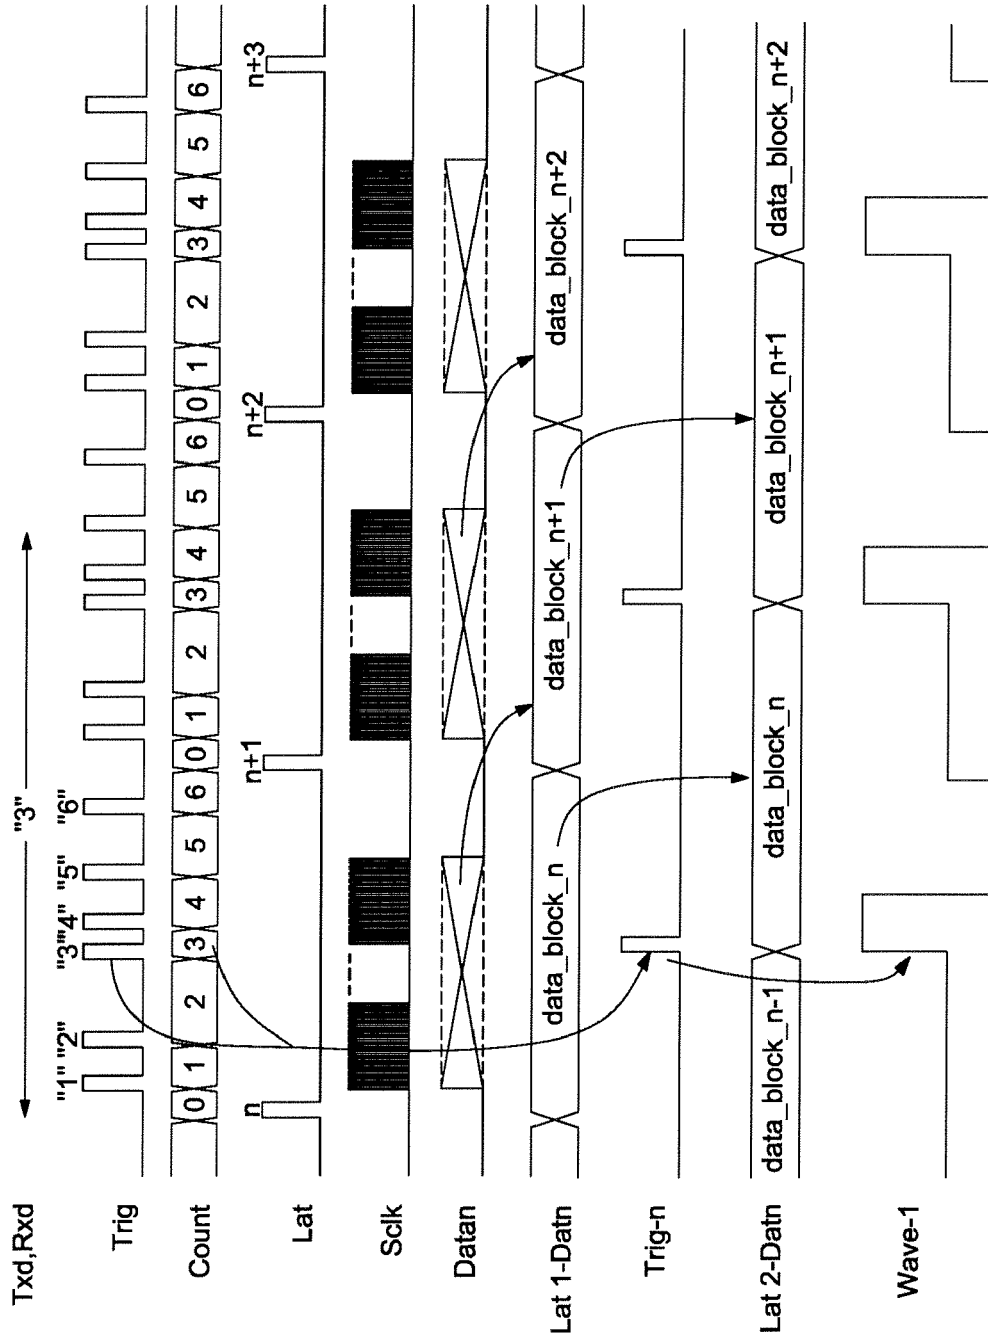 Txd,Rxd "3"
Trig "1" "2" "3" "4" "5" "6"
Count 0 1 2 3 4 5 6 0 1 2 3 4 5 6 0 1 2 3 4 5 6
Lat n n+1 n+2 n+3
Sclk
Datan
Lat 1-Datn data_block_n data_block_n+1 data_block_n+2
Trig-n
Lat 2-Datn data_block_n-1 data_block_n data_block_n+1 data_block_n+2
Wave-1